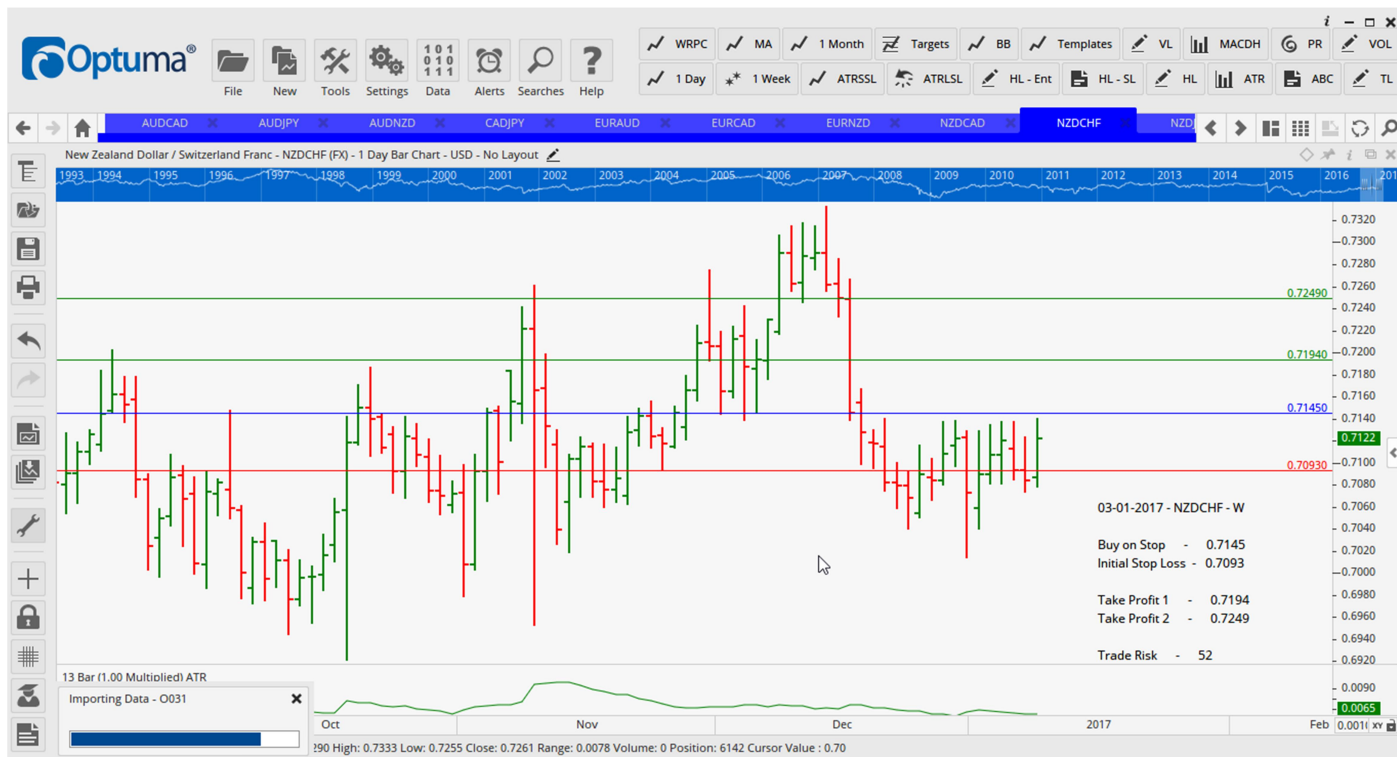 Optuma®
File New Tools Settings Data Alerts Searches Help
WRPC MA 1 Month Targets BB Templates VL MACDH PR VOL
1 Day 1 Week ATRSSL ATRLSL HL - Ent HL - SL HL ATR ABC TL
AUDCAD AUDJPY AUDNZD CADJPY EURAUD EURCAD EURNZD NZDCAD NZDCHF NZDJ
New Zealand Dollar / Switzerland Franc - NZDCHF (FX) - 1 Day Bar Chart - USD - No Layout
1993 1994 1995 1996 1997 1998 1999 2000 2001 2002 2003 2004 2005 2006 2007 2008 2009 2010 2011 2012 2013 2014 2015 2016 201
0.7320
0.7300
0.7280
0.7260
0.72490
0.7240
0.7220
0.71940
0.7200
0.7180
0.7160
0.71450
0.7140
0.7122
0.70930
0.7100
0.7080
0.7060
0.7040
0.7020
0.7000
0.6980
0.6960
0.6940
0.6920
03-01-2017 - NZDCHF - W
Buy on Stop - 0.7145
Initial Stop Loss - 0.7093
Take Profit 1 - 0.7194
Take Profit 2 - 0.7249
Trade Risk - 52
13 Bar (1.00 Multiplied) ATR
Importing Data - O031
0.0090
0.0065
Oct Nov Dec 2017 Feb
XY
290 High: 0.7333 Low: 0.7255 Close: 0.7261 Range: 0.0078 Volume: 0 Position: 6142 Cursor Value : 0.70